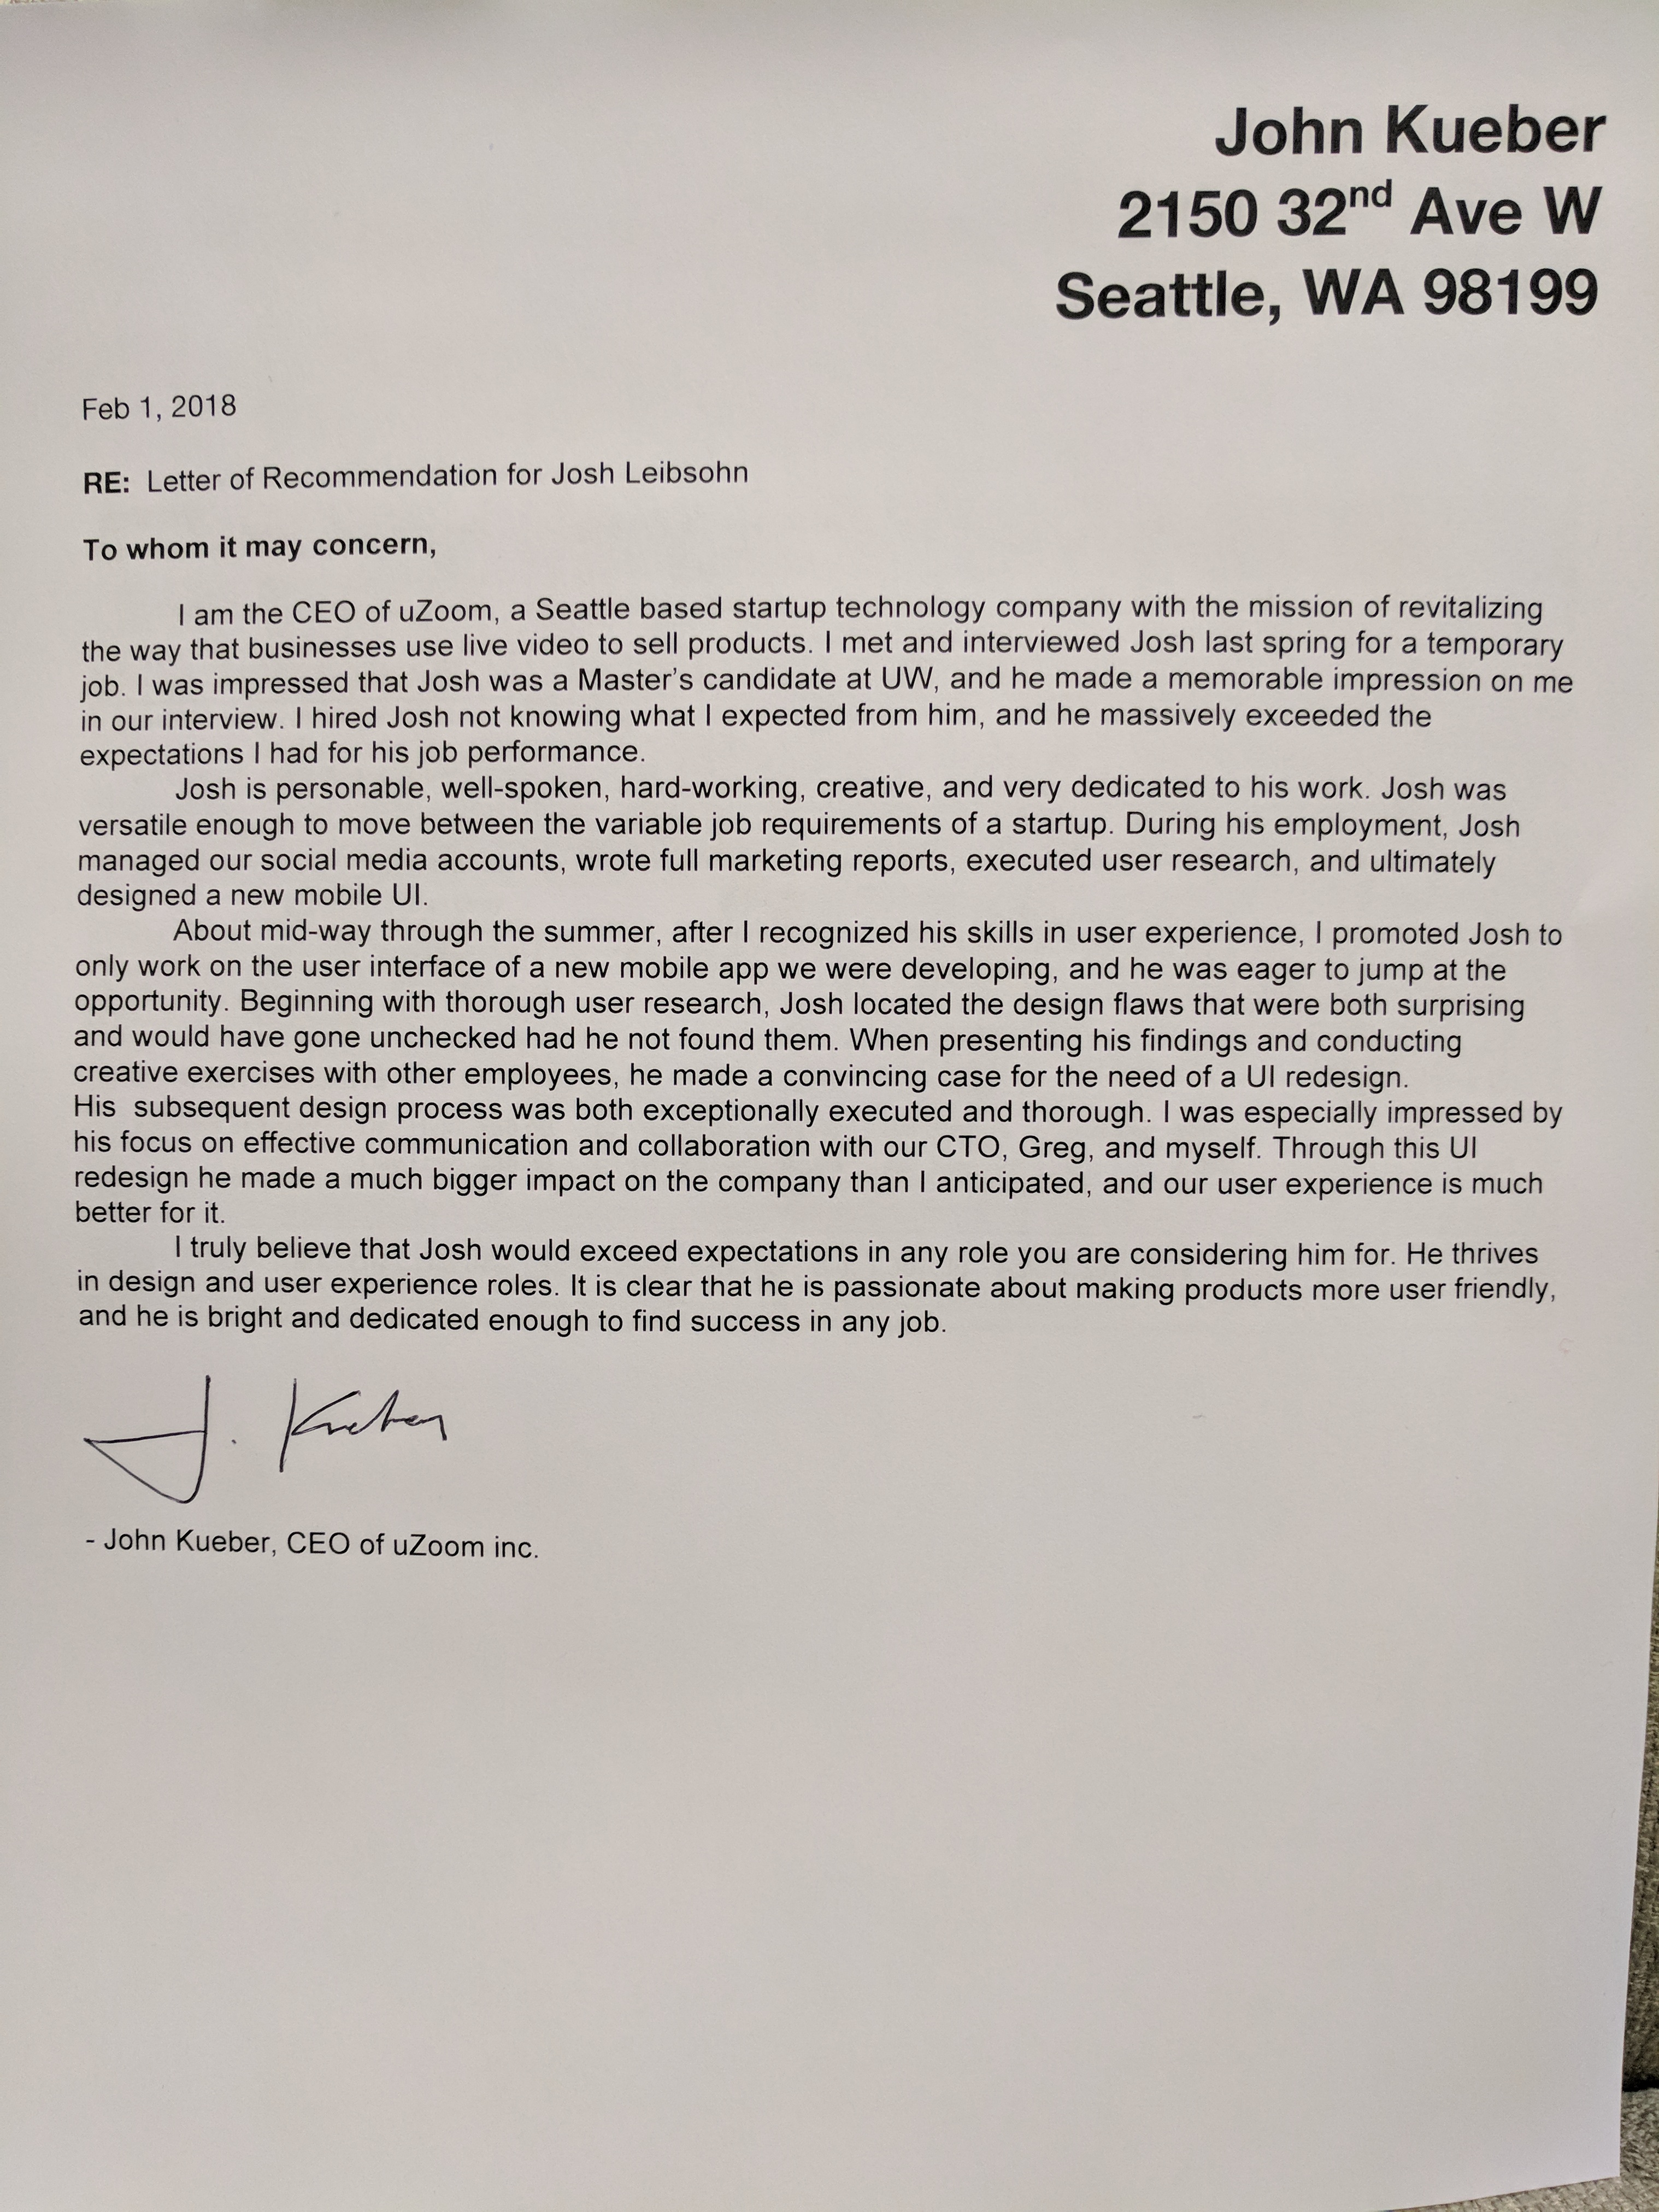 John Kueber
2150 32nd Ave W
Seattle, WA 98199
Feb 1, 2018
RE: Letter of Recommendation for Josh Leibsohn
To whom it may concern,
I am the CEO of uZoom, a Seattle based startup technology company with the mission of revitalizing
the way that businesses use live video to sell products. I met and interviewed Josh last spring for a temporary
job. I was impressed that Josh was a Master's candidate at UW, and he made a memorable impression on me
in our interview. I hired Josh not knowing what I expected from him, and he massively exceeded the
expectations I had for his job performance.
Josh is personable, well-spoken, hard-working, creative, and very dedicated to his work. Josh was
versatile enough to move between the variable job requirements of a startup. During his employment, Josh
managed our social media accounts, wrote full marketing reports, executed user research, and ultimately
designed a new mobile UI.
About mid-way through the summer, after I recognized his skills in user experience, I promoted Josh to
only work on the user interface of a new mobile app we were developing, and he was eager to jump at the
opportunity. Beginning with thorough user research, Josh located the design flaws that were both surprising
and would have gone unchecked had he not found them. When presenting his findings and conducting
creative exercises with other employees, he made a convincing case for the need of a UI redesign.
His  subsequent design process was both exceptionally executed and thorough. I was especially impressed by
his focus on effective communication and collaboration with our CTO, Greg, and myself. Through this UI
redesign he made a much bigger impact on the company than I anticipated, and our user experience is much
better for it.
I truly believe that Josh would exceed expectations in any role you are considering him for. He thrives
in design and user experience roles. It is clear that he is passionate about making products more user friendly,
and he is bright and dedicated enough to find success in any job.
J. Kueber
- John Kueber, CEO of uZoom inc.